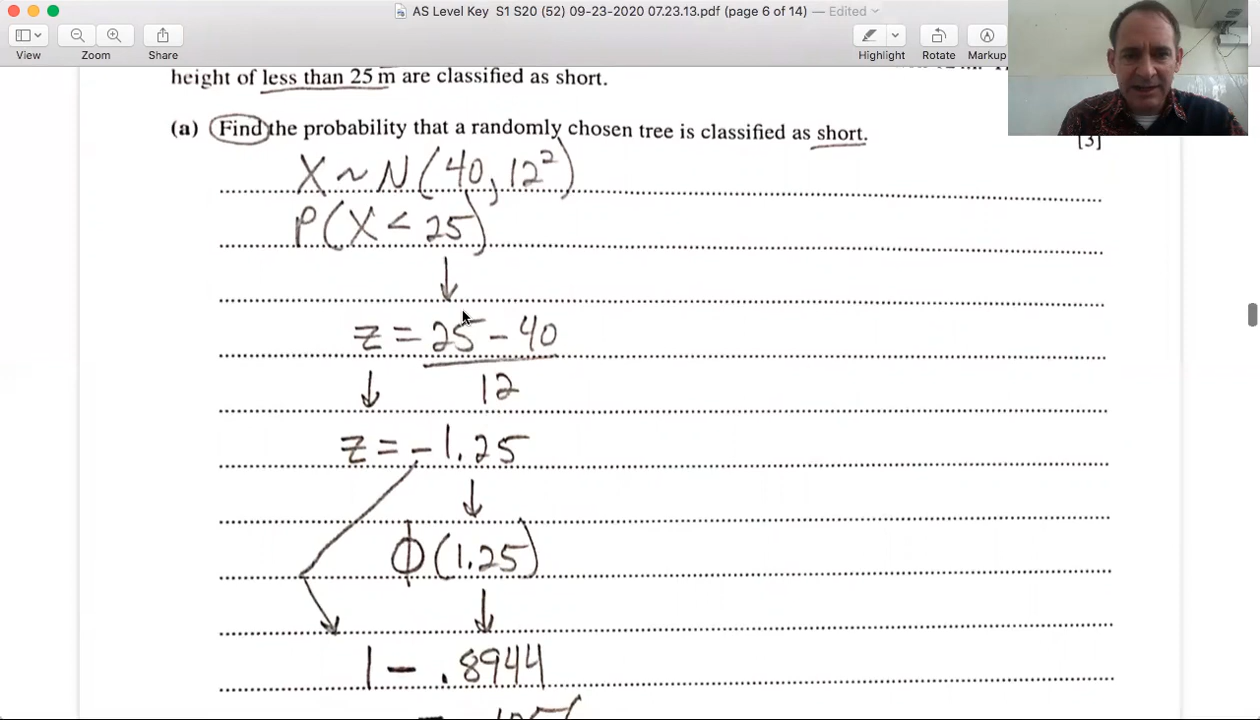 AS Level Key S1 S20 (52) 09-23-2020 07.23.13.pdf (page 6 of 14) — Edited
View Zoom Share Highlight Rotate Markup
height of less than 25 m are classified as short.
(a) Find the probability that a randomly chosen tree is classified as short.
[3]
X ~ N(40, 12²)
P(X < 25)
↓
z = 25 - 40
12
↓
z = -1.25
↓
Φ(1.25)
↓
1 - .8944